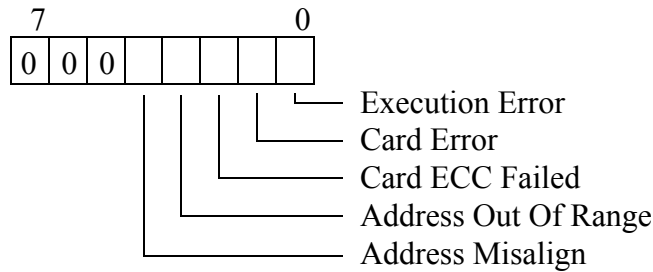 7 0
0 0 0
Execution Error
Card Error
Card ECC Failed
Address Out Of Range
Address Misalign